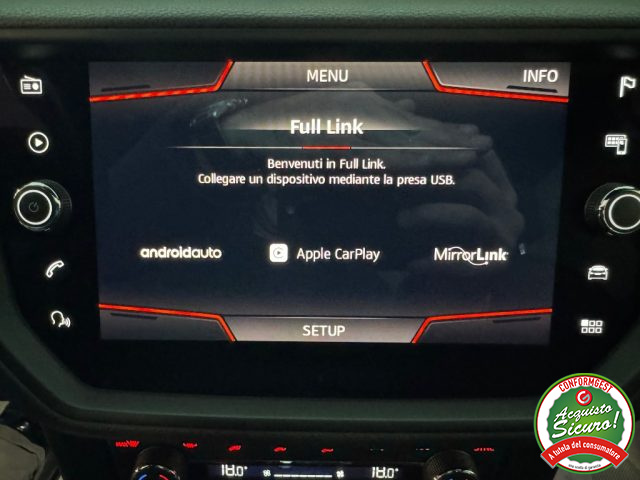 MENU
INFO
Full Link
Benvenuti in Full Link.
Collegare un dispositivo mediante la presa USB.
androidauto
Apple CarPlay
MirrorLink
SETUP
18.0°
18.0°
CONFORMGEST
Acquisto
Sicuro!
a tutela del consumatore